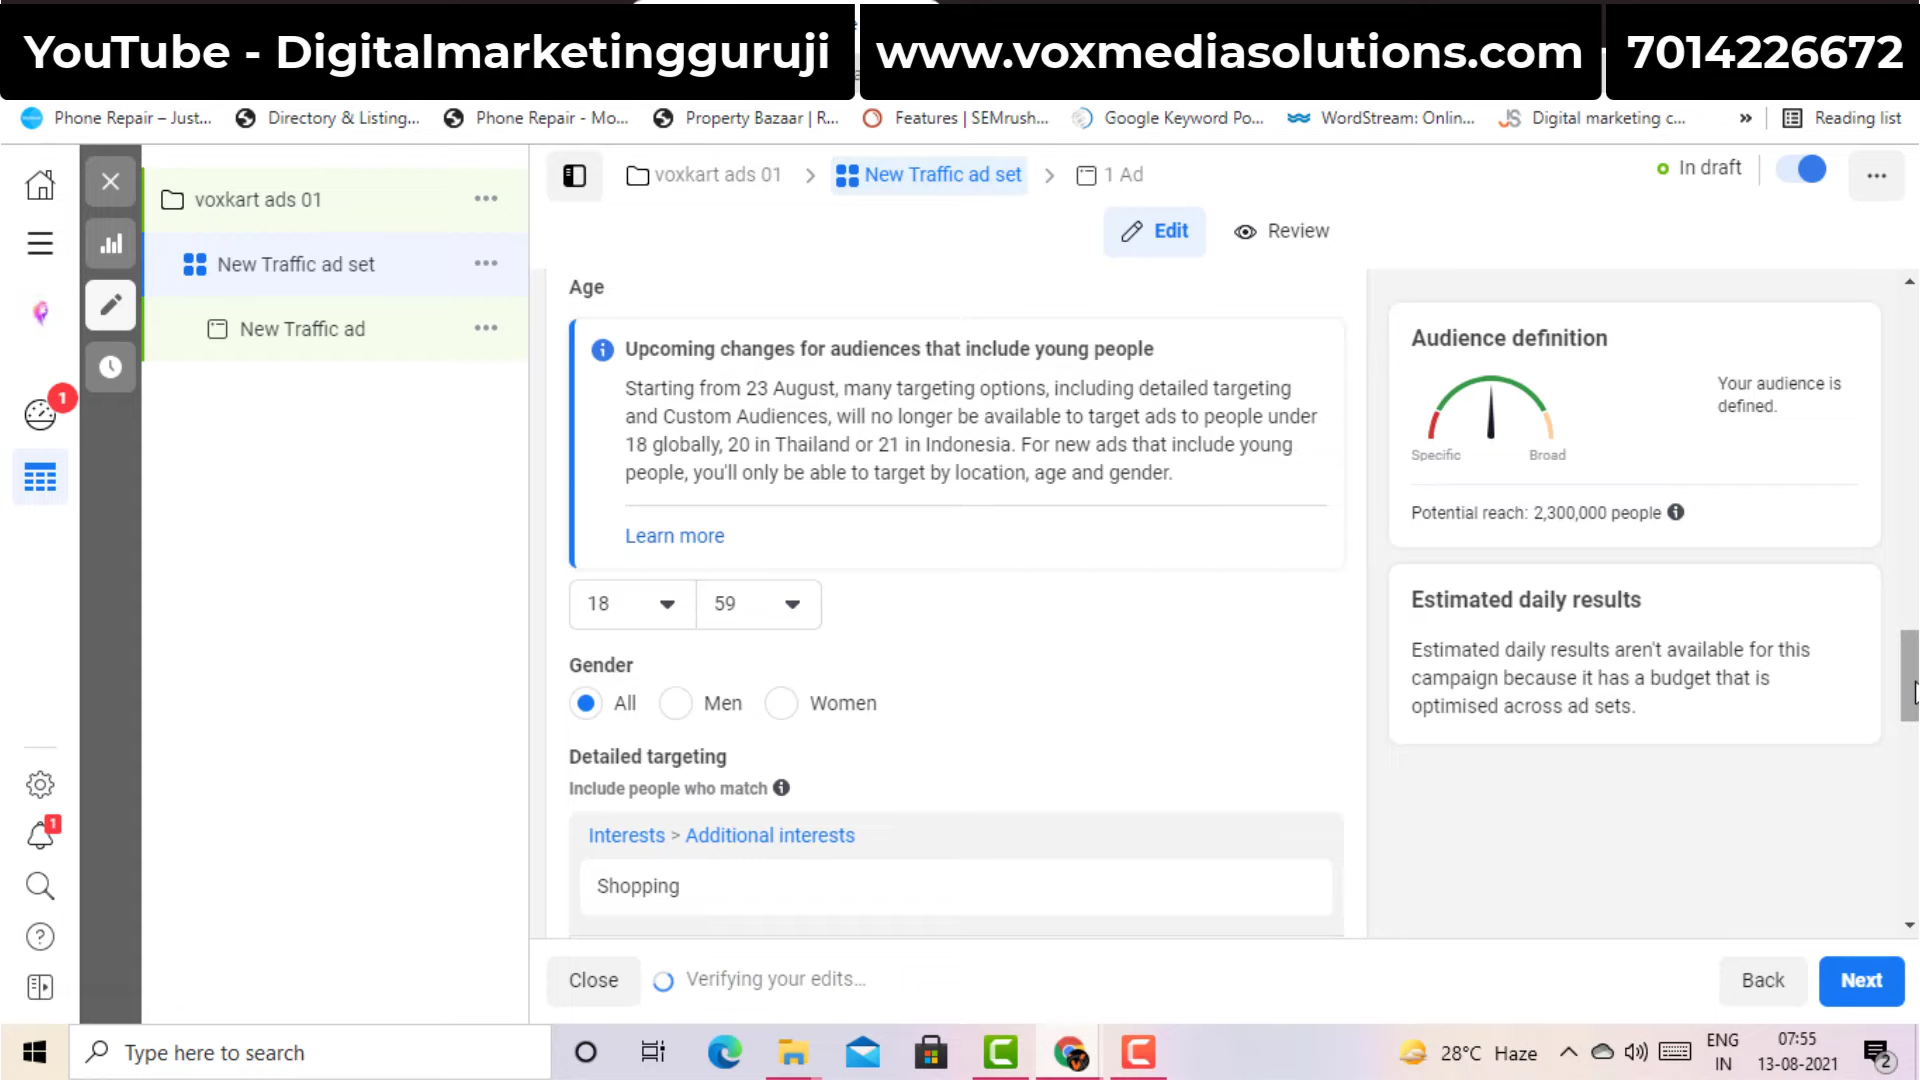 YouTube - Digitalmarketingguruji
www.voxmediasolutions.com
7014226672
Phone Repair – Just...
Directory & Listing...
Phone Repair - Mo...
Property Bazaar | R...
Features | SEMrush...
Google Keyword Po...
WordStream: Onlin...
Digital marketing c...
»
Reading list
voxkart ads 01
New Traffic ad set
New Traffic ad
voxkart ads 01 > New Traffic ad set > 1 Ad
In draft
Edit
Review
Age
Upcoming changes for audiences that include young people
Starting from 23 August, many targeting options, including detailed targeting
and Custom Audiences, will no longer be available to target ads to people under
18 globally, 20 in Thailand or 21 in Indonesia. For new ads that include young
people, you'll only be able to target by location, age and gender.
Learn more
18
59
Gender
All
Men
Women
Detailed targeting
Include people who match
Interests > Additional interests
Shopping
Audience definition
Your audience is
defined.
Specific
Broad
Potential reach: 2,300,000 people
Estimated daily results
Estimated daily results aren't available for this
campaign because it has a budget that is
optimised across ad sets.
1
1
Close
Verifying your edits...
Back
Next
Type here to search
28°C Haze
ENG
IN
07:55
13-08-2021
2